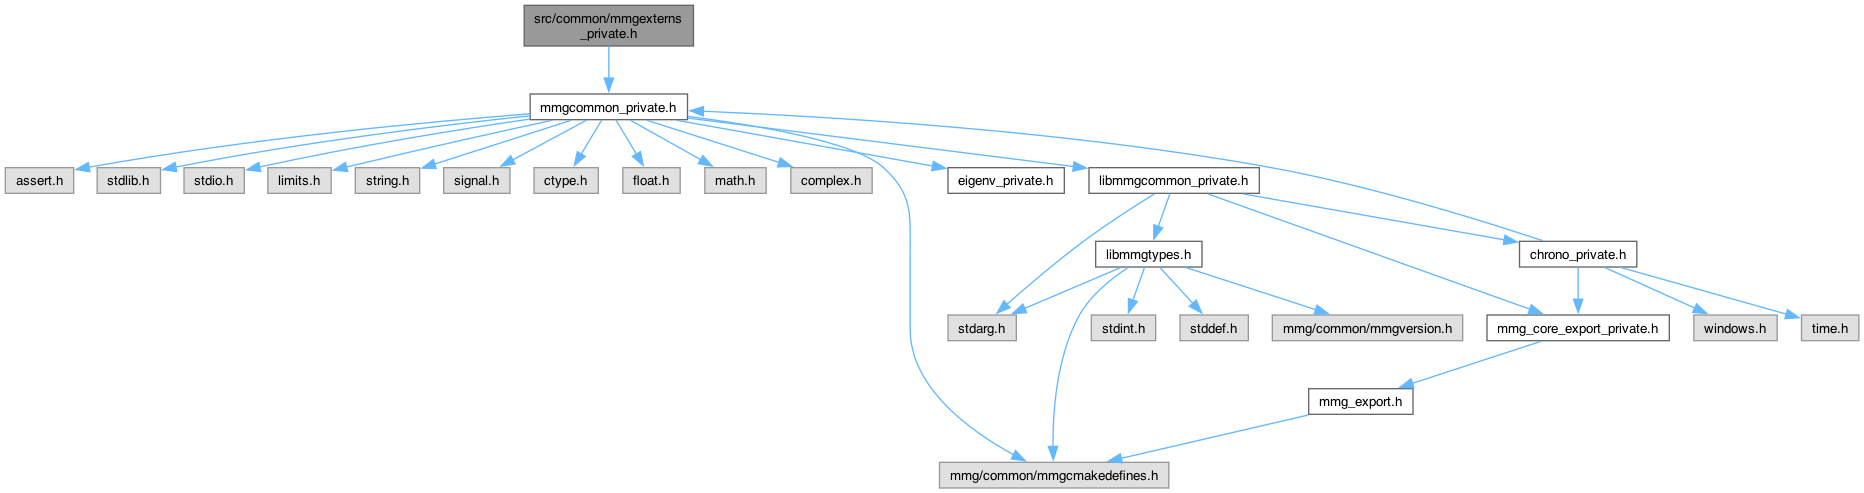 src/common/mmgexterns
_private.h
mmgcommon_private.h
assert.h
stdlib.h
stdio.h
limits.h
string.h
signal.h
ctype.h
float.h
math.h
complex.h
eigenv_private.h
libmmgcommon_private.h
libmmgtypes.h
chrono_private.h
stdarg.h
stdint.h
stddef.h
mmg/common/mmgversion.h
mmg_core_export_private.h
windows.h
time.h
mmg_export.h
mmg/common/mmgcmakedefines.h